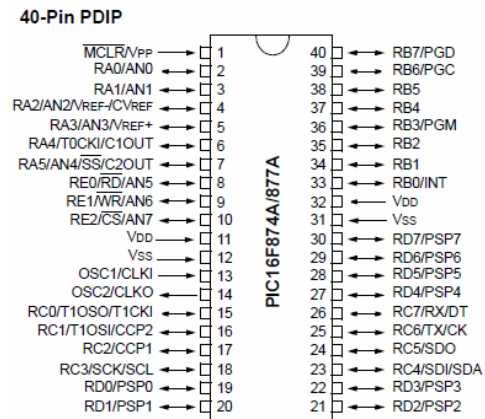 40-Pin PDIP
MCLR/VPP 1 40 RB7/PGD
RA0/AN0 2 39 RB6/PGC
RA1/AN1 3 38 RB5
RA2/AN2/VREF-/CVREF 4 37 RB4
RA3/AN3/VREF+ 5 36 RB3/PGM
RA4/T0CKI/C1OUT 6 35 RB2
RA5/AN4/SS/C2OUT 7 34 RB1
RE0/RD/AN5 8 33 RB0/INT
RE1/WR/AN6 9 32 VDD
RE2/CS/AN7 10 31 VSS
VDD 11 30 RD7/PSP7
VSS 12 29 RD6/PSP6
OSC1/CLKI 13 28 RD5/PSP5
OSC2/CLKO 14 27 RD4/PSP4
RC0/T1OSO/T1CKI 15 26 RC7/RX/DT
RC1/T1OSI/CCP2 16 25 RC6/TX/CK
RC2/CCP1 17 24 RC5/SDO
RC3/SCK/SCL 18 23 RC4/SDI/SDA
RD0/PSP0 19 22 RD3/PSP3
RD1/PSP1 20 21 RD2/PSP2
PIC16F874A/877A